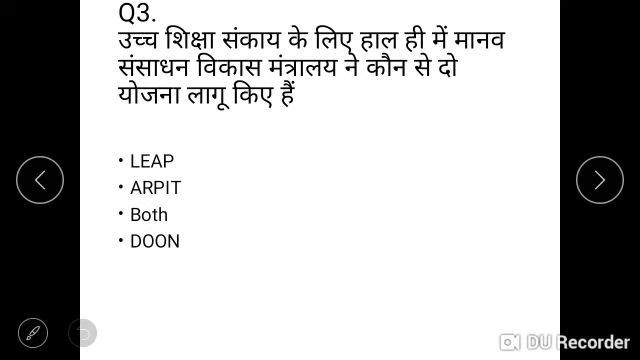 Q3.
उच्च शिक्षा संकाय के लिए हाल ही में मानव
संसाधन विकास मंत्रालय ने कौन से दो
योजना लागू किए हैं
• LEAP
• ARPIT
• Both
• DOON
DU Recorder